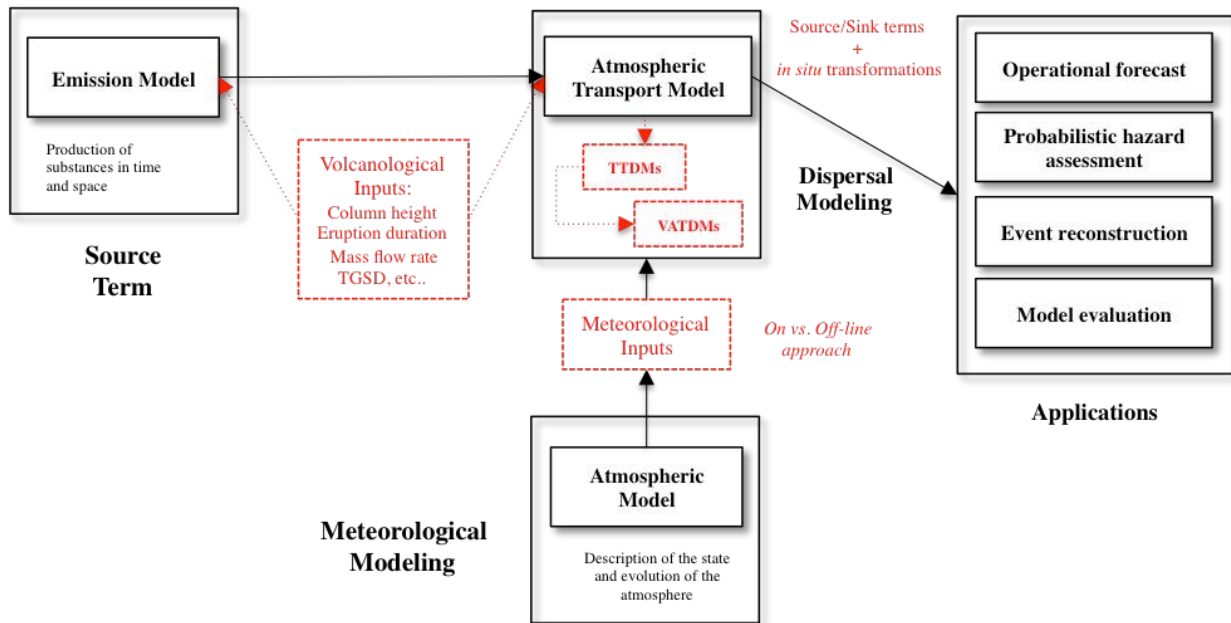 Emission Model
Production of
substances in time
and space
Source
Term
Volcanological
Inputs:
Column height
Eruption duration
Mass flow rate
TGSD, etc..
Atmospheric
Transport Model
TTDMs
VATDMs
Source/Sink terms
+
in situ transformations
Dispersal
Modeling
Meteorological
Inputs
On vs. Off-line
approach
Atmospheric
Model
Description of the state
and evolution of the
atmosphere
Meteorological
Modeling
Operational forecast
Probabilistic hazard
assessment
Event reconstruction
Model evaluation
Applications